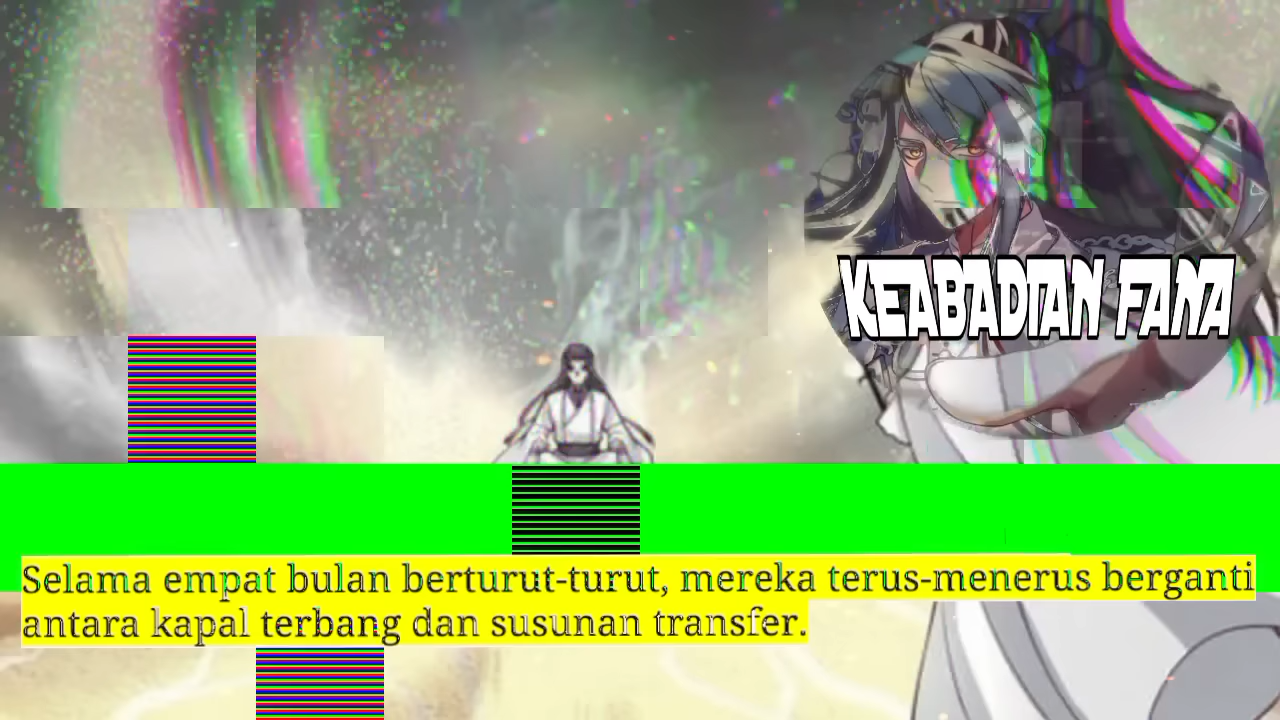 KEABADIAN FANA
Selama empat bulan berturut-turut, mereka terus-menerus berganti
antara kapal terbang dan susunan transfer.